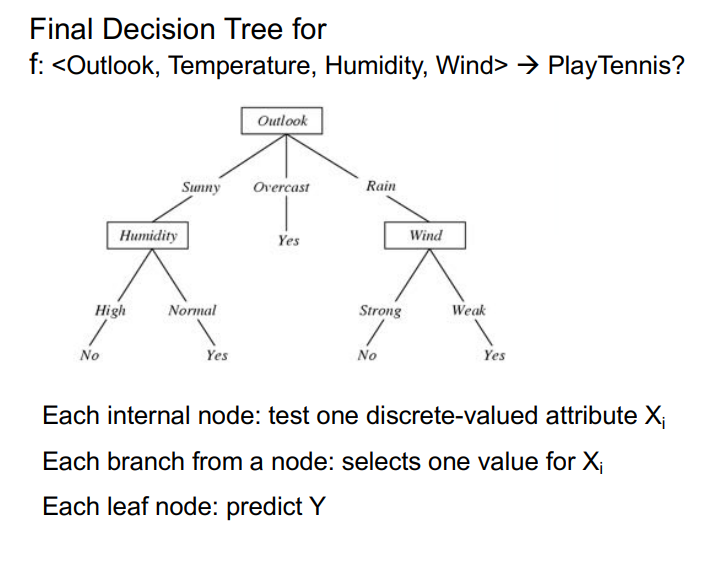 Final Decision Tree for
f: <Outlook, Temperature, Humidity, Wind> → PlayTennis?
Outlook
Sunny Overcast Rain
Humidity Yes Wind
High Normal Strong Weak
No Yes No Yes
Each internal node: test one discrete-valued attribute Xᵢ
Each branch from a node: selects one value for Xᵢ
Each leaf node: predict Y